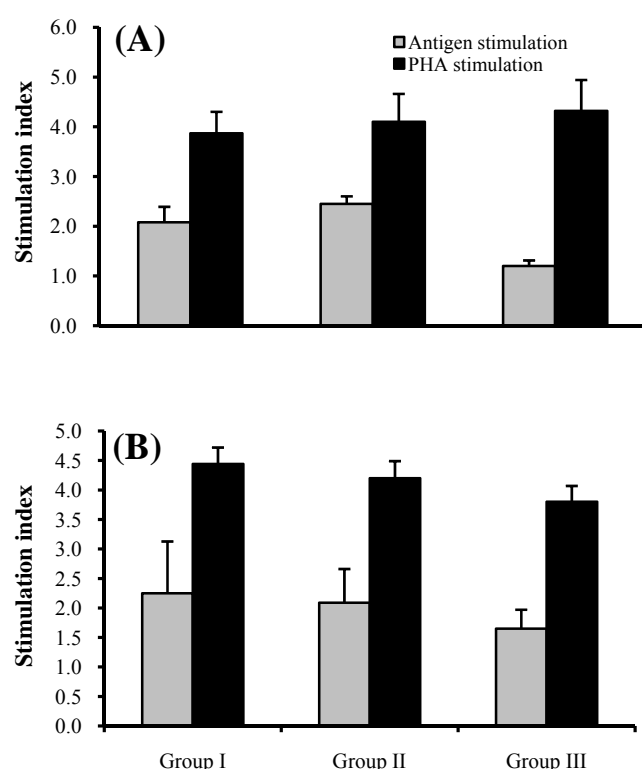 (A)
Antigen stimulation
PHA stimulation
Stimulation index
6.0
5.0
4.0
3.0
2.0
1.0
0.0
(B)
Stimulation index
5.0
4.5
4.0
3.5
3.0
2.5
2.0
1.5
1.0
0.5
0.0
Group I Group II Group III